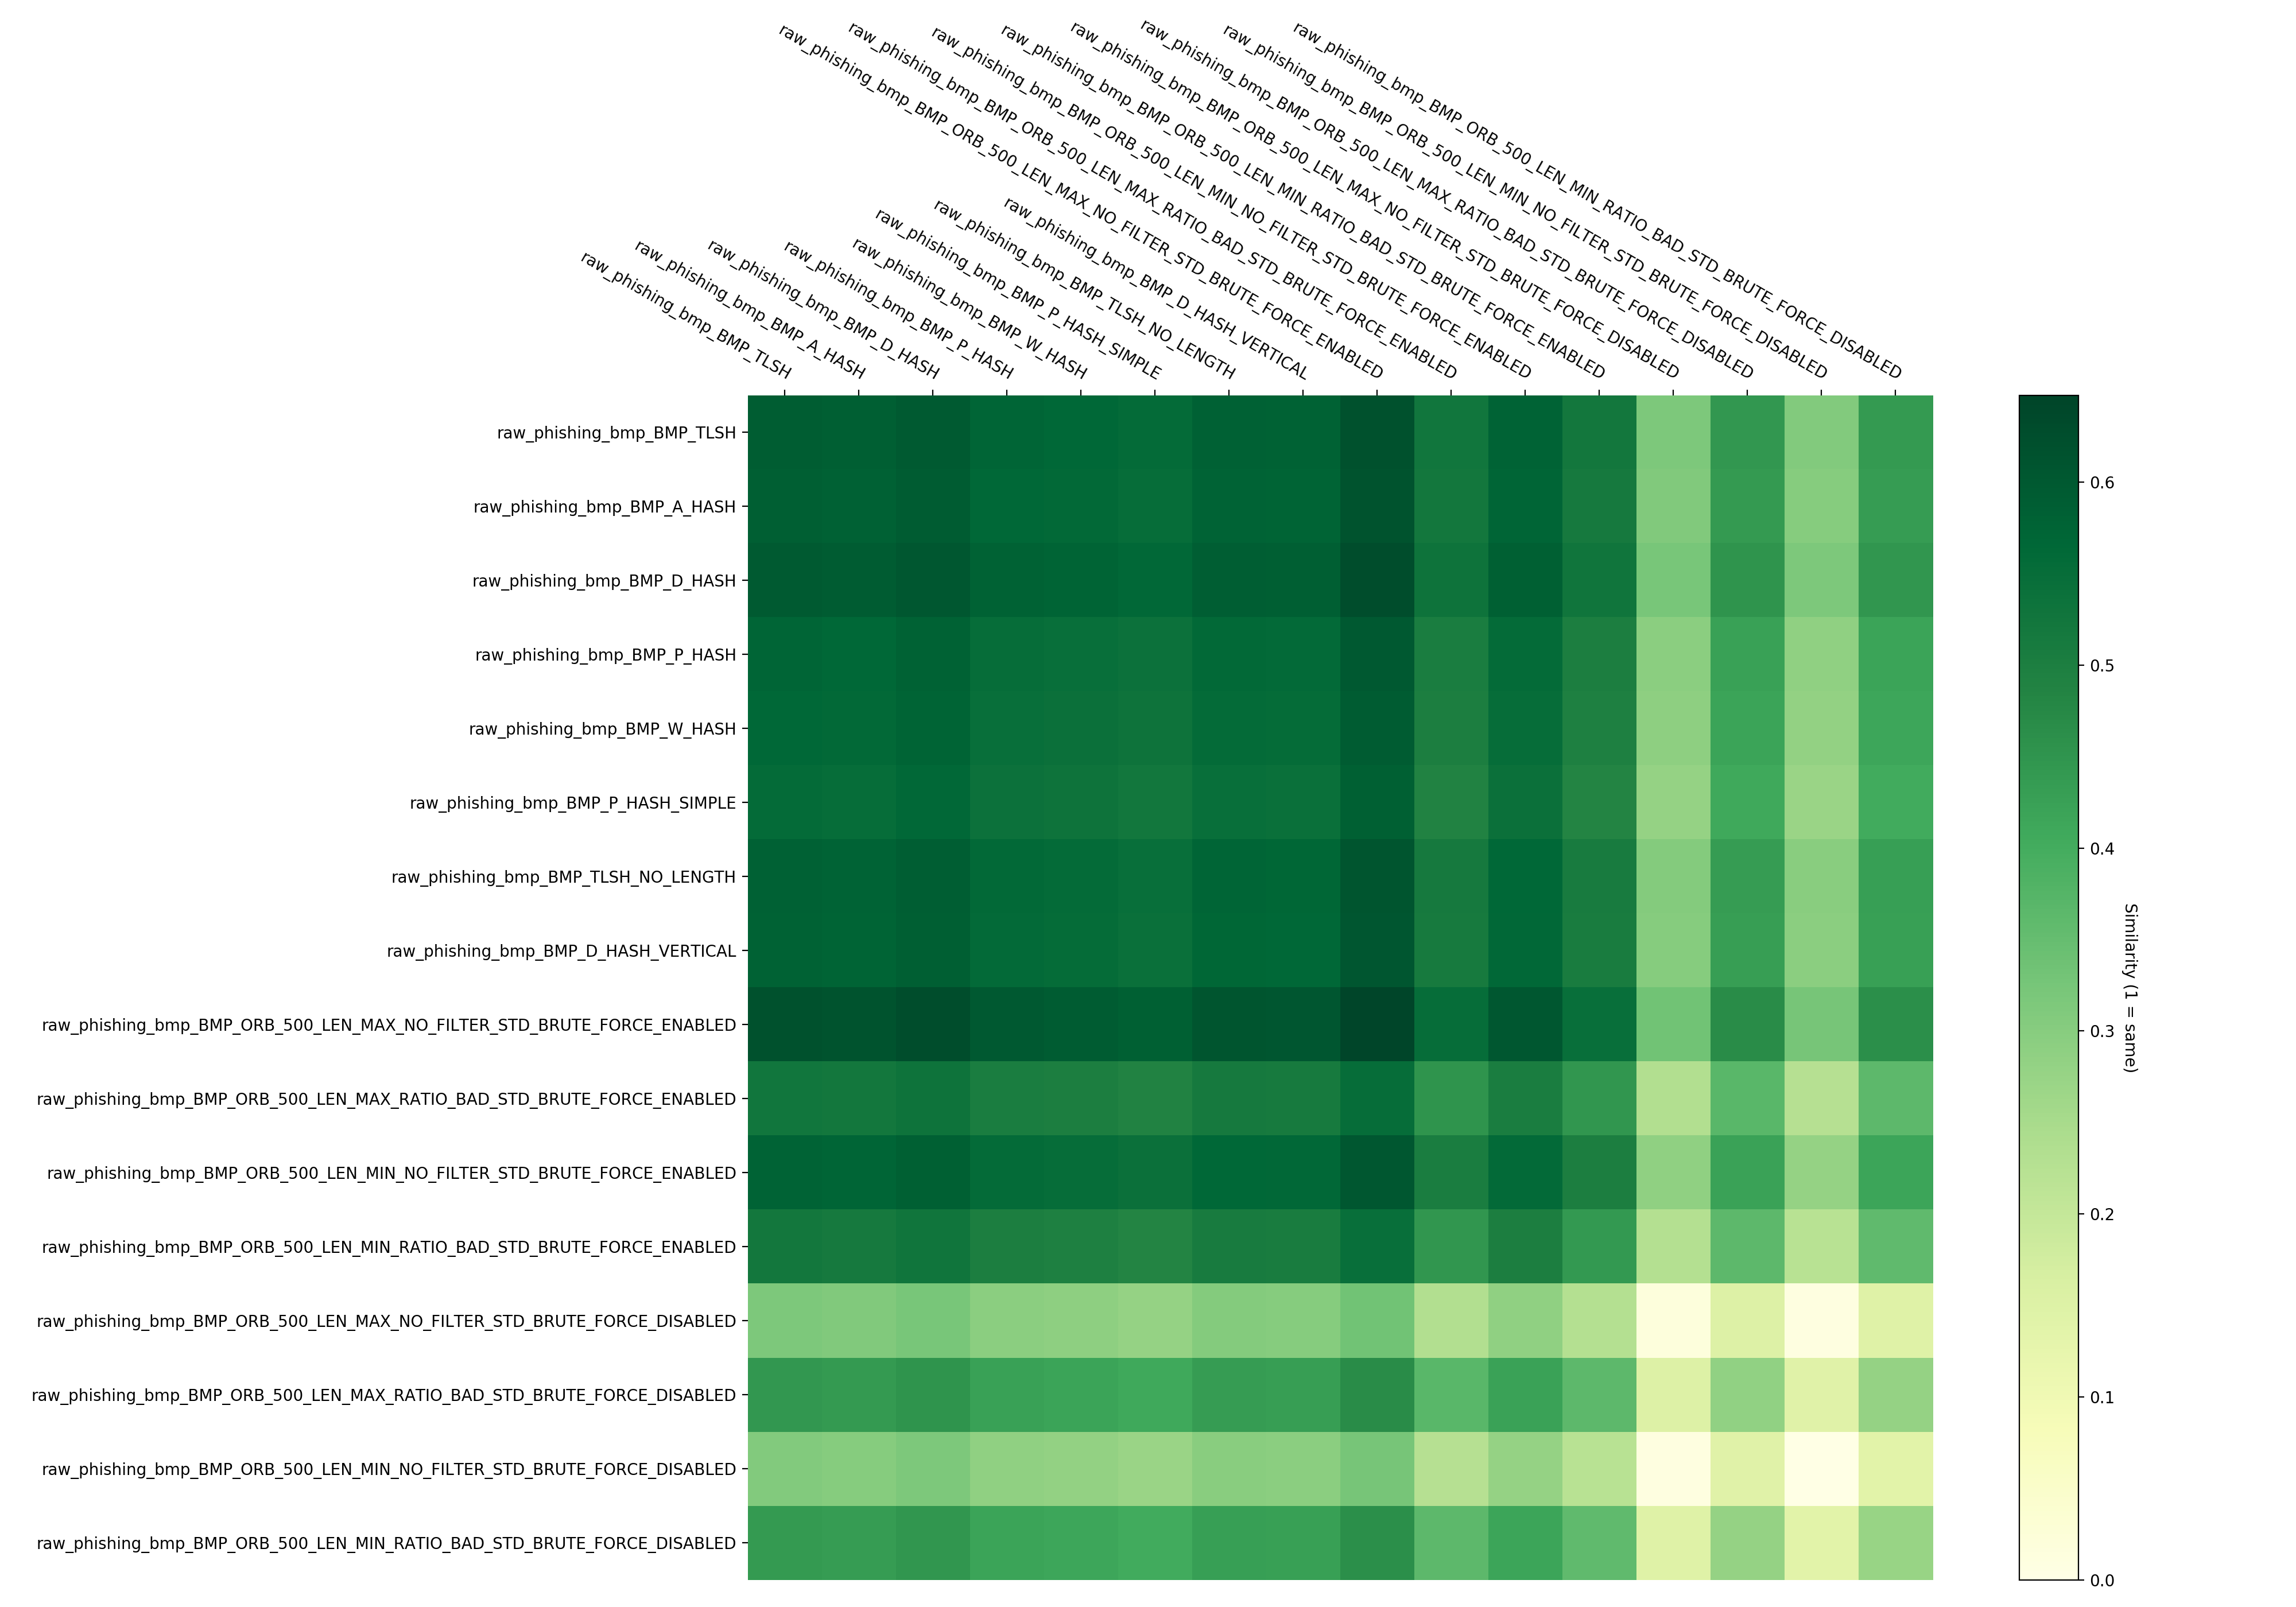 raw_phishing_bmp_BMP_TLSH
raw_phishing_bmp_BMP_A_HASH
raw_phishing_bmp_BMP_D_HASH
raw_phishing_bmp_BMP_P_HASH
raw_phishing_bmp_BMP_W_HASH
raw_phishing_bmp_BMP_P_HASH_SIMPLE
raw_phishing_bmp_BMP_TLSH_NO_LENGTH
raw_phishing_bmp_BMP_D_HASH_VERTICAL
raw_phishing_bmp_BMP_ORB_500_LEN_MAX_NO_FILTER_STD_BRUTE_FORCE_ENABLED
raw_phishing_bmp_BMP_ORB_500_LEN_MAX_RATIO_BAD_STD_BRUTE_FORCE_ENABLED
raw_phishing_bmp_BMP_ORB_500_LEN_MIN_NO_FILTER_STD_BRUTE_FORCE_ENABLED
raw_phishing_bmp_BMP_ORB_500_LEN_MIN_RATIO_BAD_STD_BRUTE_FORCE_ENABLED
raw_phishing_bmp_BMP_ORB_500_LEN_MAX_NO_FILTER_STD_BRUTE_FORCE_DISABLED
raw_phishing_bmp_BMP_ORB_500_LEN_MAX_RATIO_BAD_STD_BRUTE_FORCE_DISABLED
raw_phishing_bmp_BMP_ORB_500_LEN_MIN_NO_FILTER_STD_BRUTE_FORCE_DISABLED
raw_phishing_bmp_BMP_ORB_500_LEN_MIN_RATIO_BAD_STD_BRUTE_FORCE_DISABLED
raw_phishing_bmp_BMP_TLSH
raw_phishing_bmp_BMP_A_HASH
raw_phishing_bmp_BMP_D_HASH
raw_phishing_bmp_BMP_P_HASH
raw_phishing_bmp_BMP_W_HASH
raw_phishing_bmp_BMP_P_HASH_SIMPLE
raw_phishing_bmp_BMP_TLSH_NO_LENGTH
raw_phishing_bmp_BMP_D_HASH_VERTICAL
raw_phishing_bmp_BMP_ORB_500_LEN_MAX_NO_FILTER_STD_BRUTE_FORCE_ENABLED
raw_phishing_bmp_BMP_ORB_500_LEN_MAX_RATIO_BAD_STD_BRUTE_FORCE_ENABLED
raw_phishing_bmp_BMP_ORB_500_LEN_MIN_NO_FILTER_STD_BRUTE_FORCE_ENABLED
raw_phishing_bmp_BMP_ORB_500_LEN_MIN_RATIO_BAD_STD_BRUTE_FORCE_ENABLED
raw_phishing_bmp_BMP_ORB_500_LEN_MAX_NO_FILTER_STD_BRUTE_FORCE_DISABLED
raw_phishing_bmp_BMP_ORB_500_LEN_MAX_RATIO_BAD_STD_BRUTE_FORCE_DISABLED
raw_phishing_bmp_BMP_ORB_500_LEN_MIN_NO_FILTER_STD_BRUTE_FORCE_DISABLED
raw_phishing_bmp_BMP_ORB_500_LEN_MIN_RATIO_BAD_STD_BRUTE_FORCE_DISABLED
0.6
0.5
0.4
0.3
0.2
0.1
0.0
Similarity (1 = same)